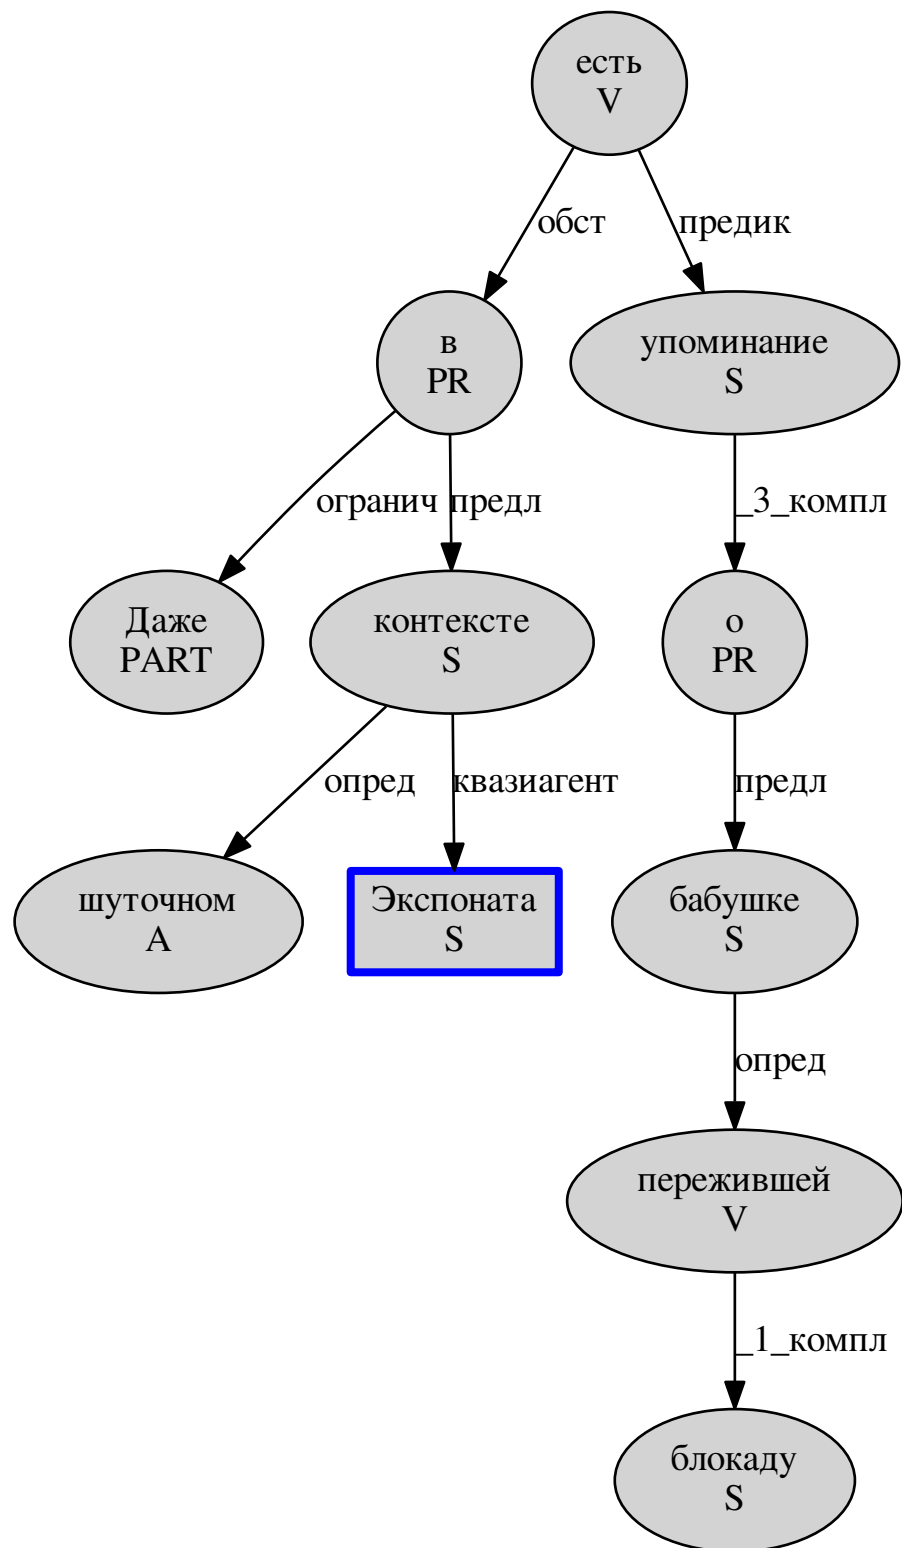 есть
V
обст
предик
в
PR
упоминание
S
огранич
предл
_3_компл
Даже
PART
контексте
S
о
PR
опред
квазиагент
предл
шуточном
A
Экспоната
S
бабушке
S
опред
пережившей
V
_1_компл
блокаду
S